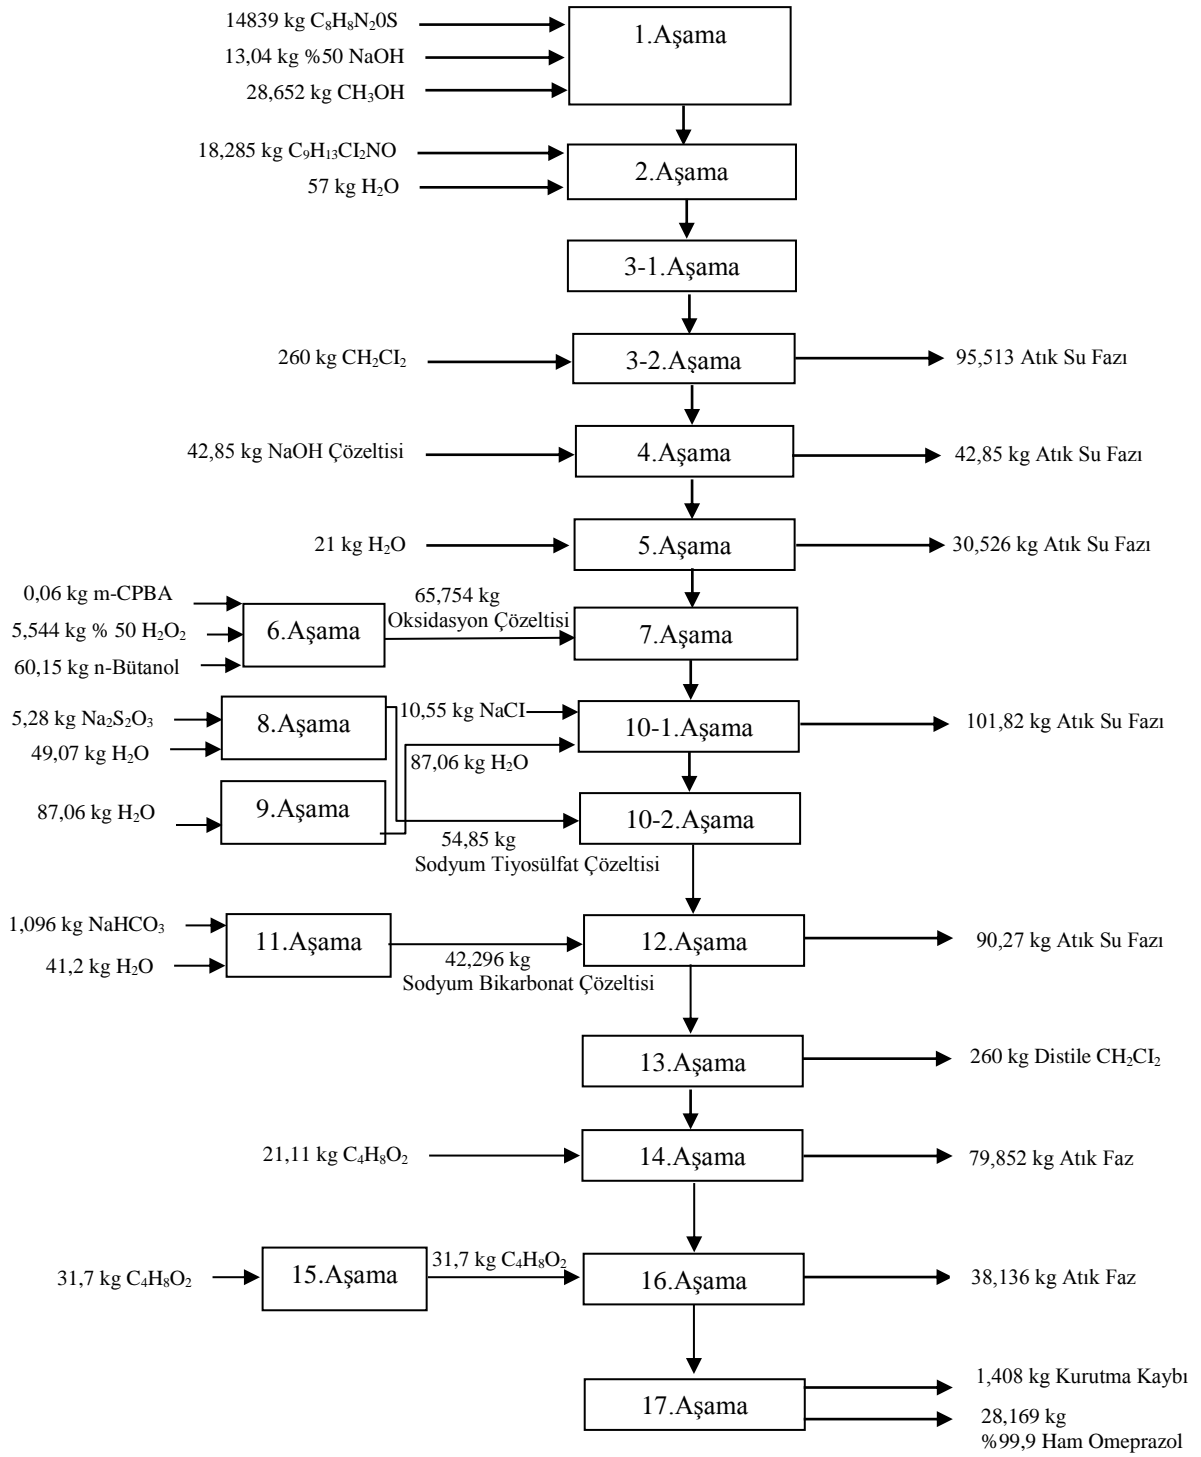 14839 kg C₈H₈N₂0S
1.Aşama
13,04 kg %50 NaOH
28,652 kg CH₃OH
18,285 kg C₉H₁₃CI₂NO
2.Aşama
57 kg H₂O
3-1.Aşama
260 kg CH₂CI₂
3-2.Aşama
95,513 Atık Su Fazı
42,85 kg NaOH Çözeltisi
4.Aşama
42,85 kg Atık Su Fazı
21 kg H₂O
5.Aşama
30,526 kg Atık Su Fazı
0,06 kg m-CPBA
5,544 kg % 50 H₂O₂
60,15 kg n-Bütanol
6.Aşama
65,754 kg
Oksidasyon Çözeltisi
7.Aşama
5,28 kg Na₂S₂O₃
49,07 kg H₂O
8.Aşama
10,55 kg NaCI
10-1.Aşama
101,82 kg Atık Su Fazı
87,06 kg H₂O
87,06 kg H₂O
9.Aşama
10-2.Aşama
54,85 kg
Sodyum Tiyosülfat Çözeltisi
1,096 kg NaHCO₃
41,2 kg H₂O
11.Aşama
42,296 kg
Sodyum Bikarbonat Çözeltisi
12.Aşama
90,27 kg Atık Su Fazı
13.Aşama
260 kg Distile CH₂CI₂
21,11 kg C₄H₈O₂
14.Aşama
79,852 kg Atık Faz
31,7 kg C₄H₈O₂
15.Aşama
31,7 kg C₄H₈O₂
16.Aşama
38,136 kg Atık Faz
17.Aşama
1,408 kg Kurutma Kaybı
28,169 kg
%99,9 Ham Omeprazol